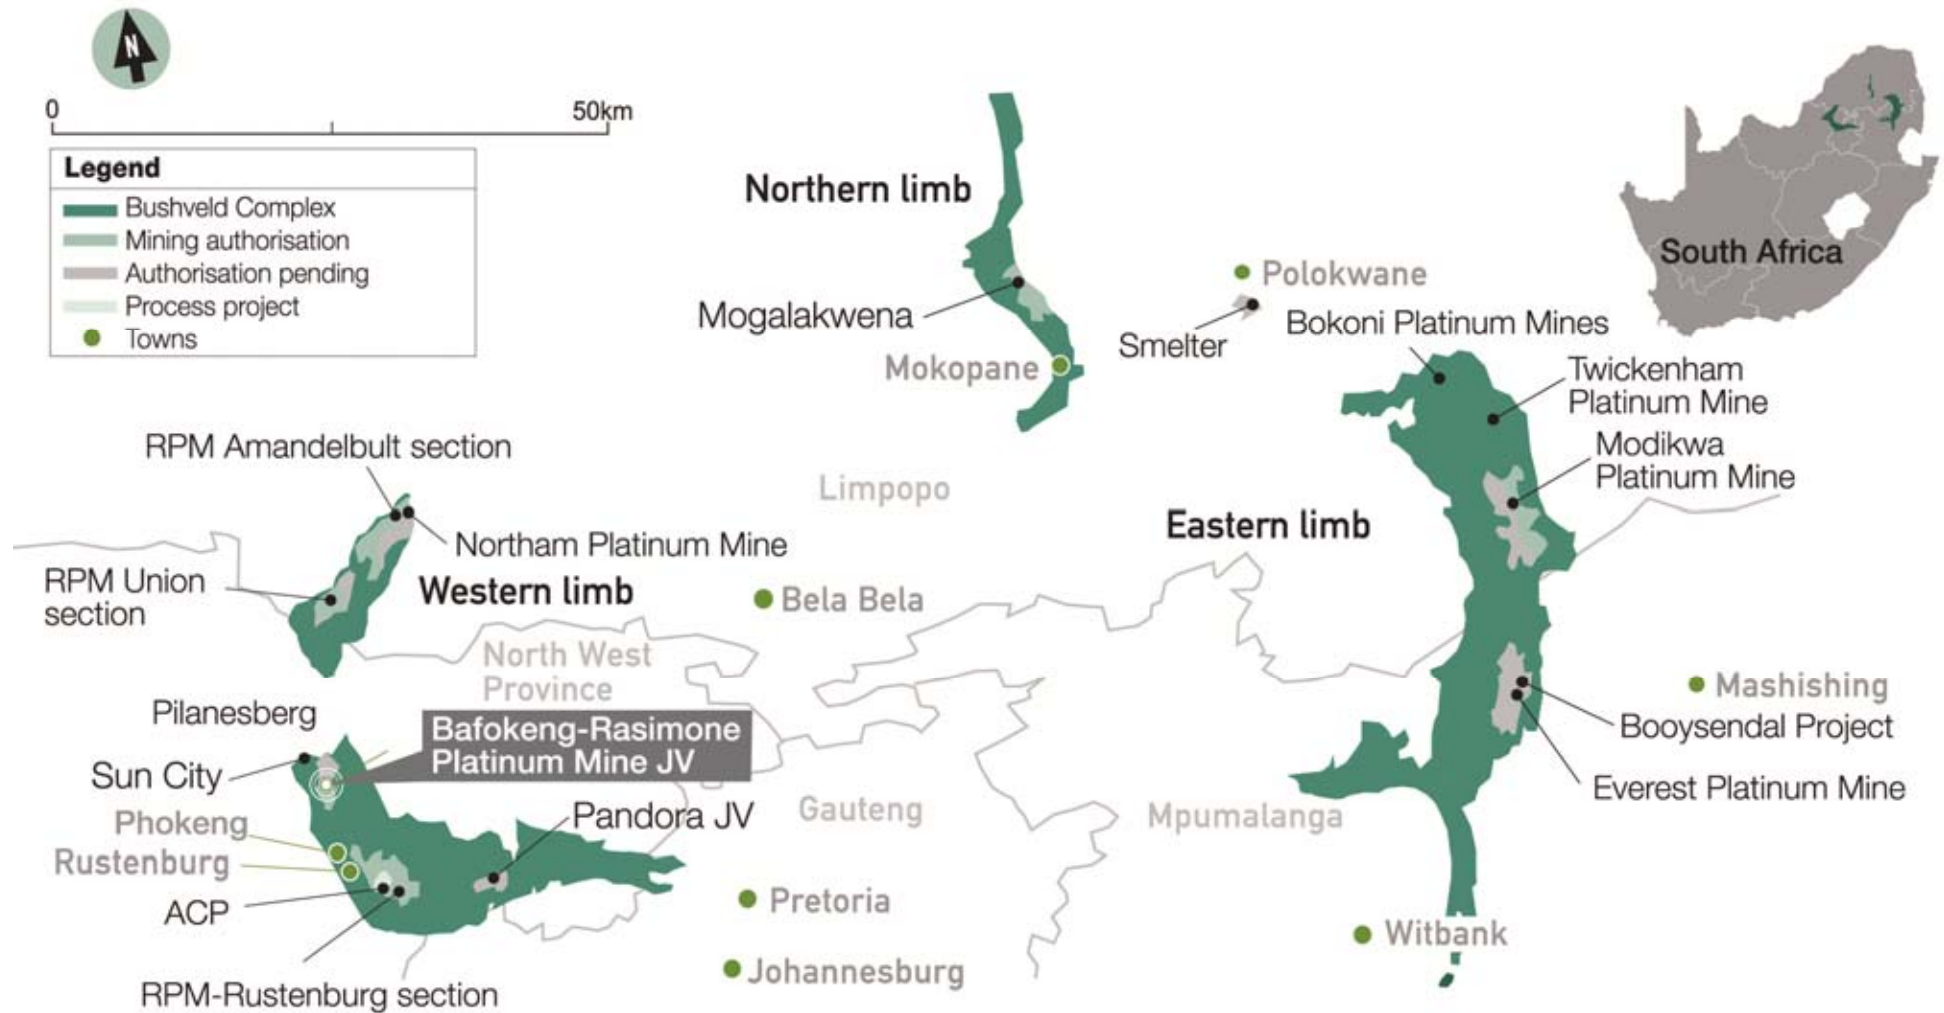 N
0
50km
Legend
Bushveld Complex
Mining authorisation
Authorisation pending
Process project
Towns
Northern limb
South Africa
Polokwane
Mogalakwena
Smelter
Bokoni Platinum Mines
Mokopane
Twickenham
Platinum Mine
RPM Amandelbult section
Modikwa
Platinum Mine
Limpopo
Eastern limb
Northam Platinum Mine
RPM Union
section
Western limb
Bela Bela
North West
Province
Mashishing
Pilanesberg
Bafokeng-Rasimone
Platinum Mine JV
Booysendal Project
Sun City
Everest Platinum Mine
Phokeng
Pandora JV
Gauteng
Mpumalanga
Rustenburg
ACP
Pretoria
Witbank
Johannesburg
RPM-Rustenburg section